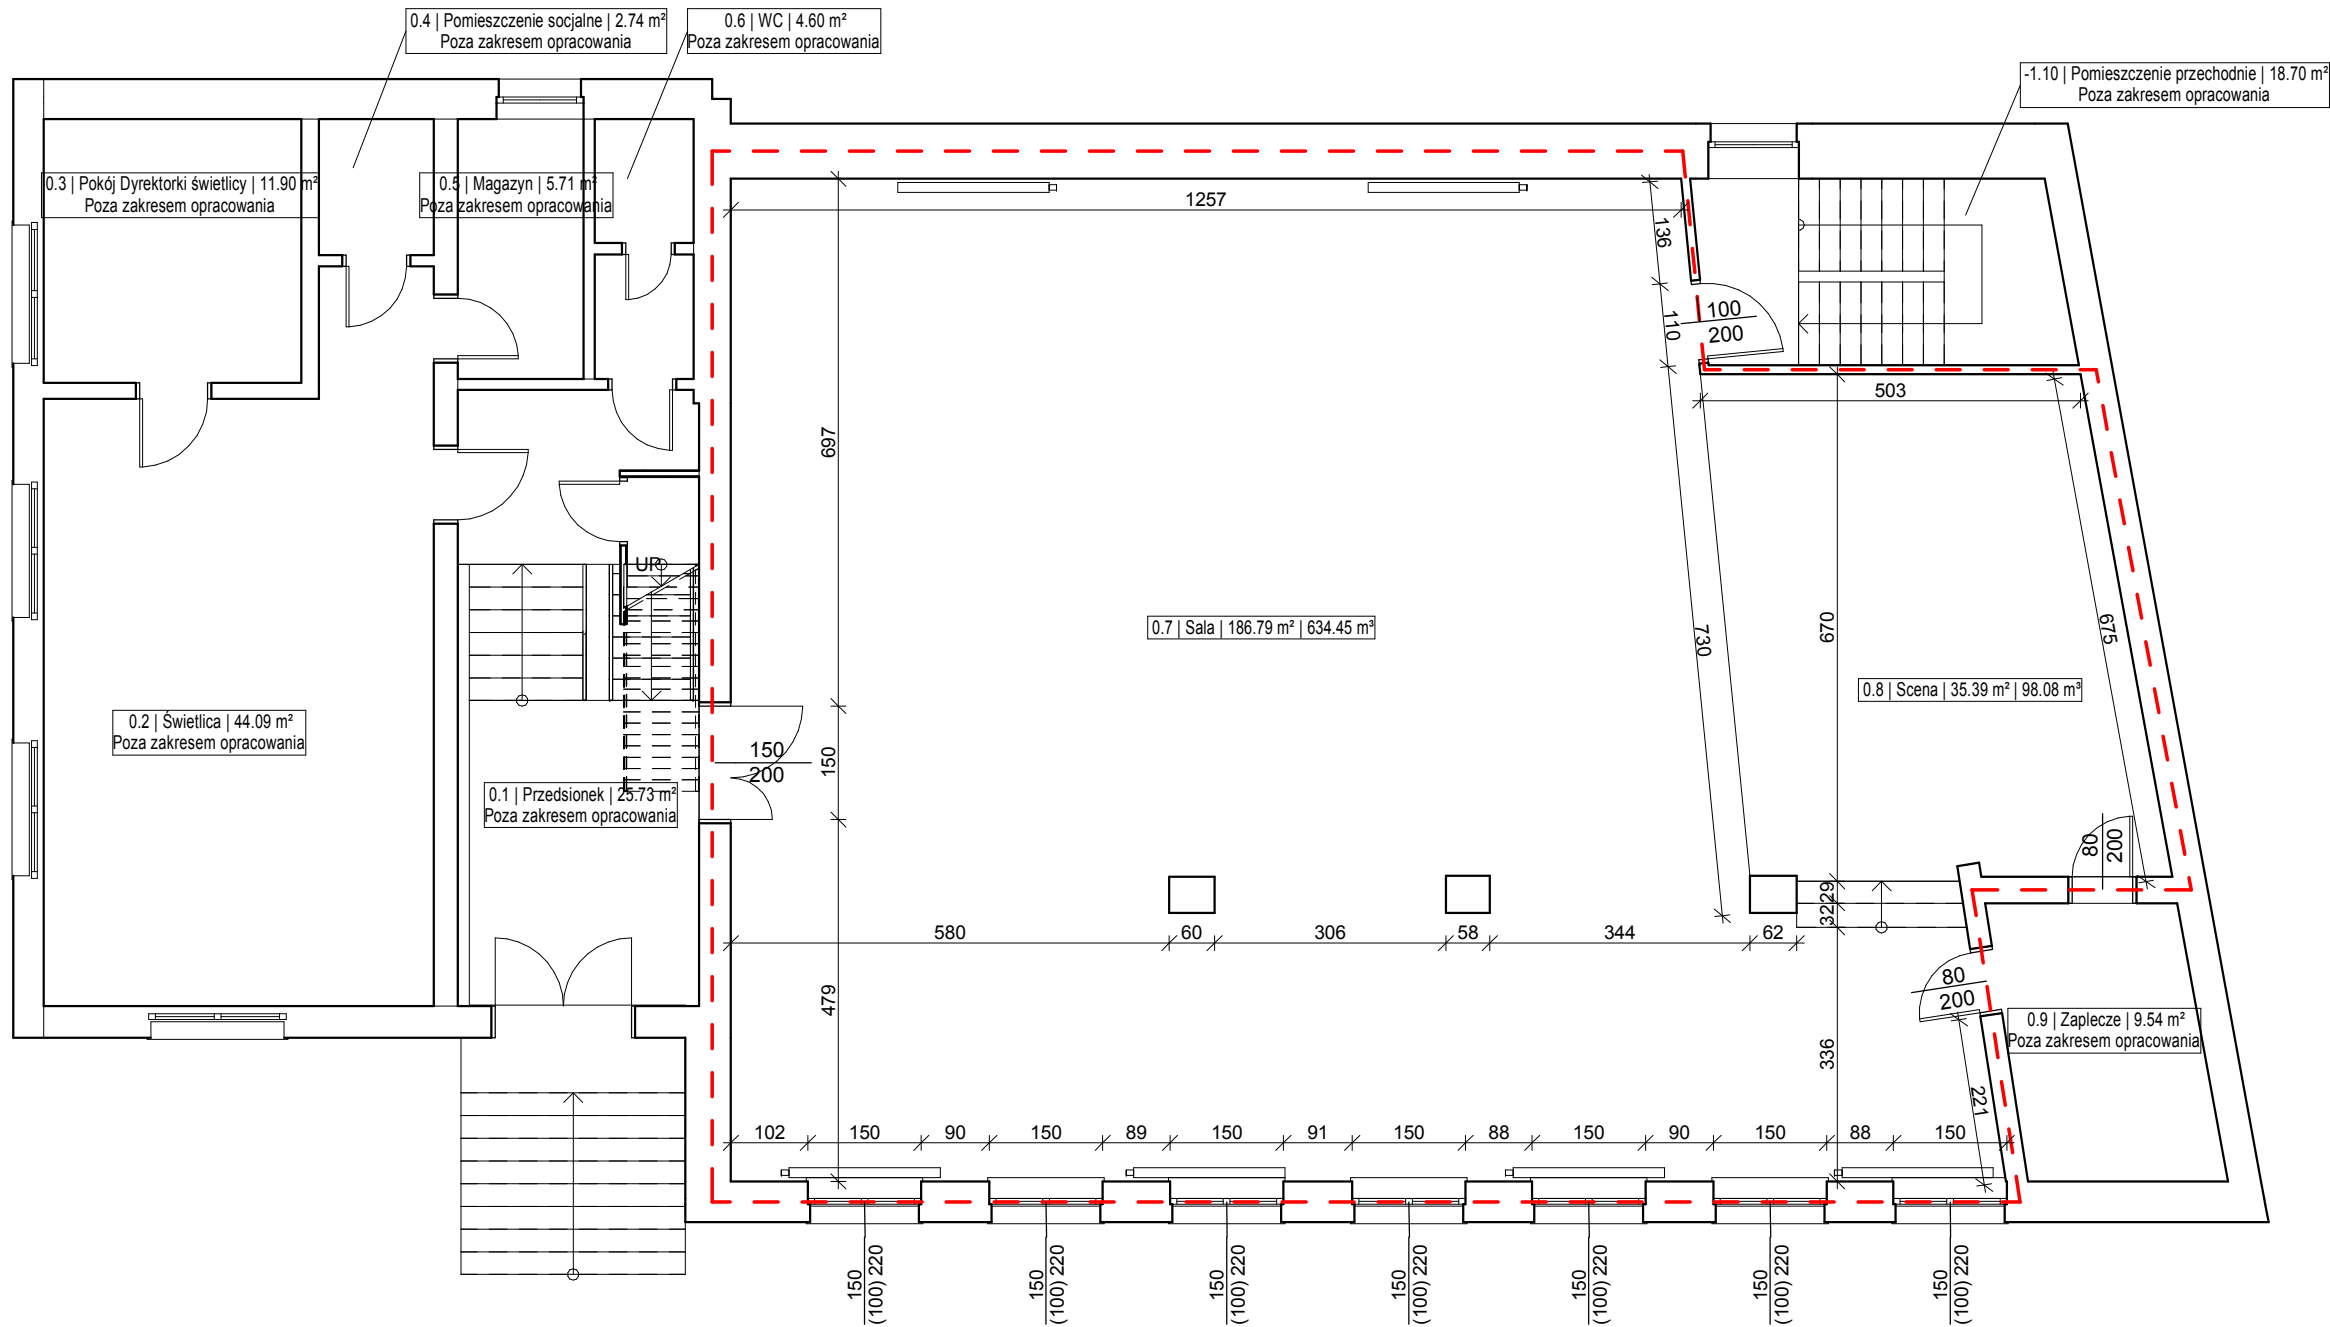 0.4 | Pomieszczenie socjalne | 2.74 m²
Poza zakresem opracowania
0.6 | WC | 4.60 m²
Poza zakresem opracowania
-1.10 | Pomieszczenie przechodnie | 18.70 m²
Poza zakresem opracowania
0.3 | Pokój Dyrektorki świetlicy | 11.90 m²
Poza zakresem opracowania
0.5 | Magazyn | 5.71 m²
Poza zakresem opracowania
1257
136
110
100
200
503
697
UP
730
670
675
0.7 | Sala | 186.79 m² | 634.45 m³
0.8 | Scena | 35.39 m² | 98.08 m³
0.2 | Świetlica | 44.09 m²
Poza zakresem opracowania
150
150
200
0.1 | Przedsionek | 25.73 m²
Poza zakresem opracowania
80
200
29
32
580
60
306
58
344
62
479
80
200
336
0.9 | Zaplecze | 9.54 m²
Poza zakresem opracowania
221
102
150
90
150
89
150
91
150
88
150
90
150
88
150
150
(100) 220
150
(100) 220
150
(100) 220
150
(100) 220
150
(100) 220
150
(100) 220
150
(100) 220